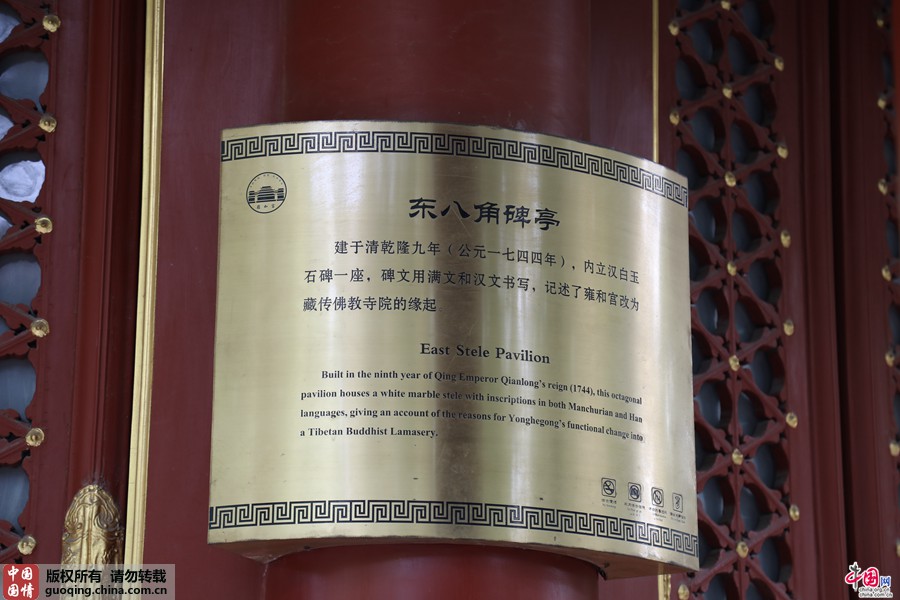 东八角碑亭
建于清乾隆九年（公元一七四四年），内立汉白玉
石碑一座，碑文用满文和汉文书写，记述了雍和宫改为
藏传佛教寺院的缘起
East Stele Pavilion
Built in the ninth year of Qing Emperor Qianlong's reign (1744), this octagonal
pavilion houses a white marble stele with inscriptions in both Manchurian and Han
languages, giving an account of the reasons for Yonghegong's functional change into
a Tibetan Buddhist Lamasery.
中国
国情
版权所有 请勿转载
guoqing.china.com.cn
中国网
china.org.cn
china.com.cn